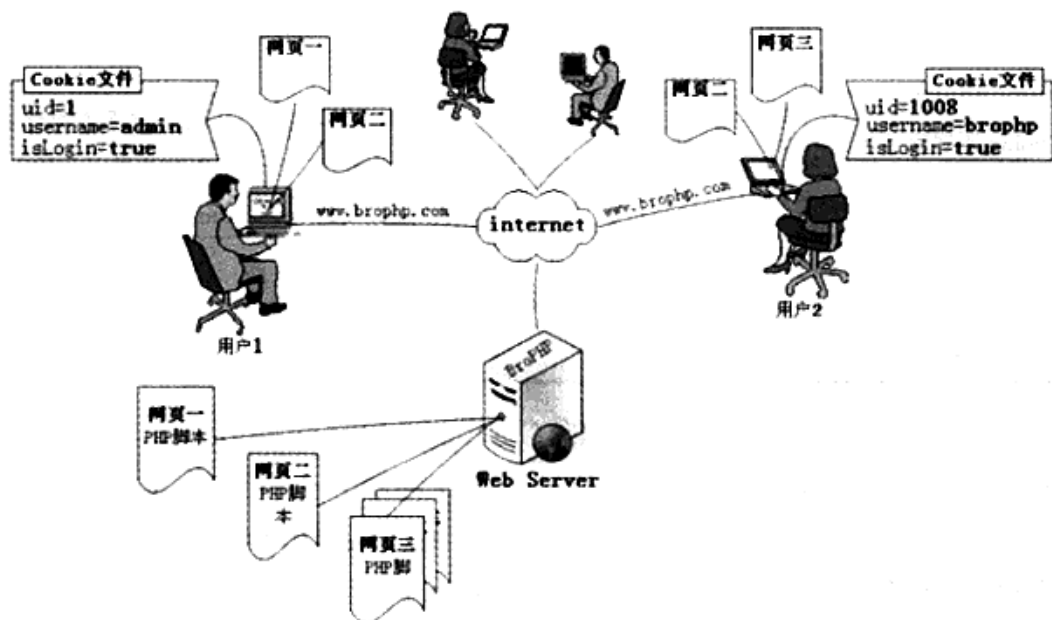 网页一
网页三
Cookie文件
uid=1
username=admin
isLogin=true
网页二
网页二
Cookie文件
uid=1008
username=brophp
isLogin=true
www.brophp.com
internet
www.brophp.com
用户1
用户2
BroPHP
Web Server
网页一
PHP脚本
网页二
PHP脚
本
网页三
PHP脚